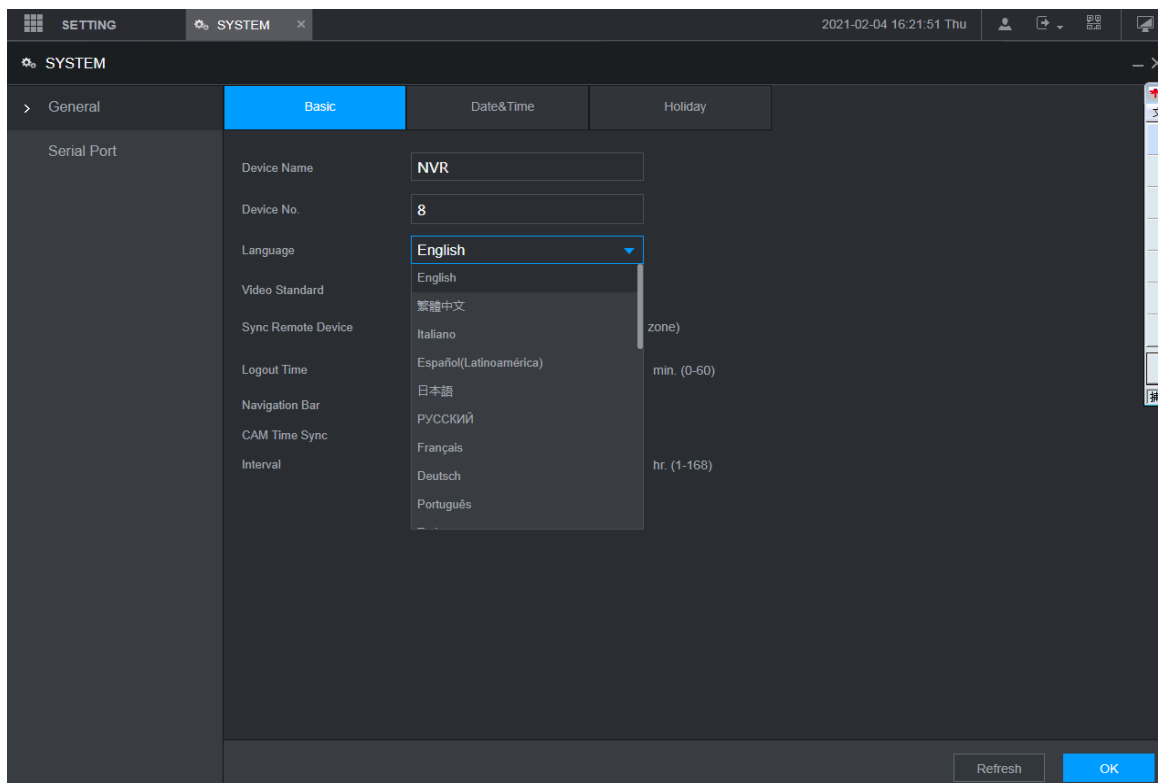 SETTING SYSTEM × 2021-02-04 16:21:51 Thu
SYSTEM
General
Serial Port
Basic Date&Time Holiday
Device Name NVR
Device No. 8
Language English
English
Video Standard
繁體中文
Sync Remote Device Italiano zone)
Español(Latinoamérica)
Logout Time min. (0-60)
日本語
Navigation Bar
РУССКИЙ
CAM Time Sync
Français
Interval hr. (1-168)
Deutsch
Português
Refresh OK